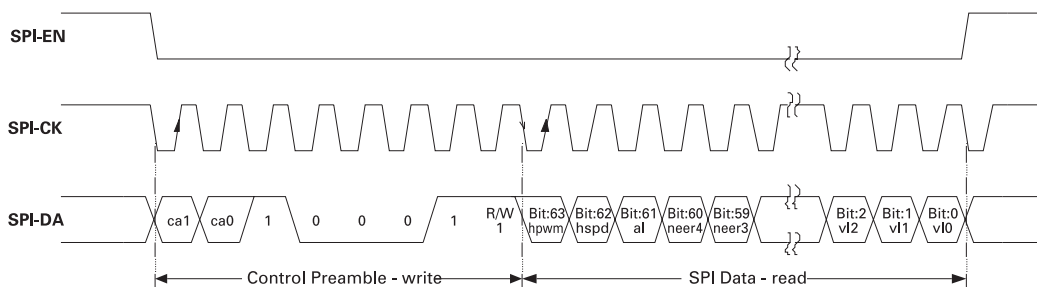 SPI-EN
SPI-CK
SPI-DA
ca1 ca0 1 0 0 0 1 R/W 1 Bit:63 hpwm Bit:62 hspd Bit:61 al Bit:60 neer4 Bit:59 neer3 Bit:2 vl2 Bit:1 vl1 Bit:0 vl0
Control Preamble - write SPI Data - read